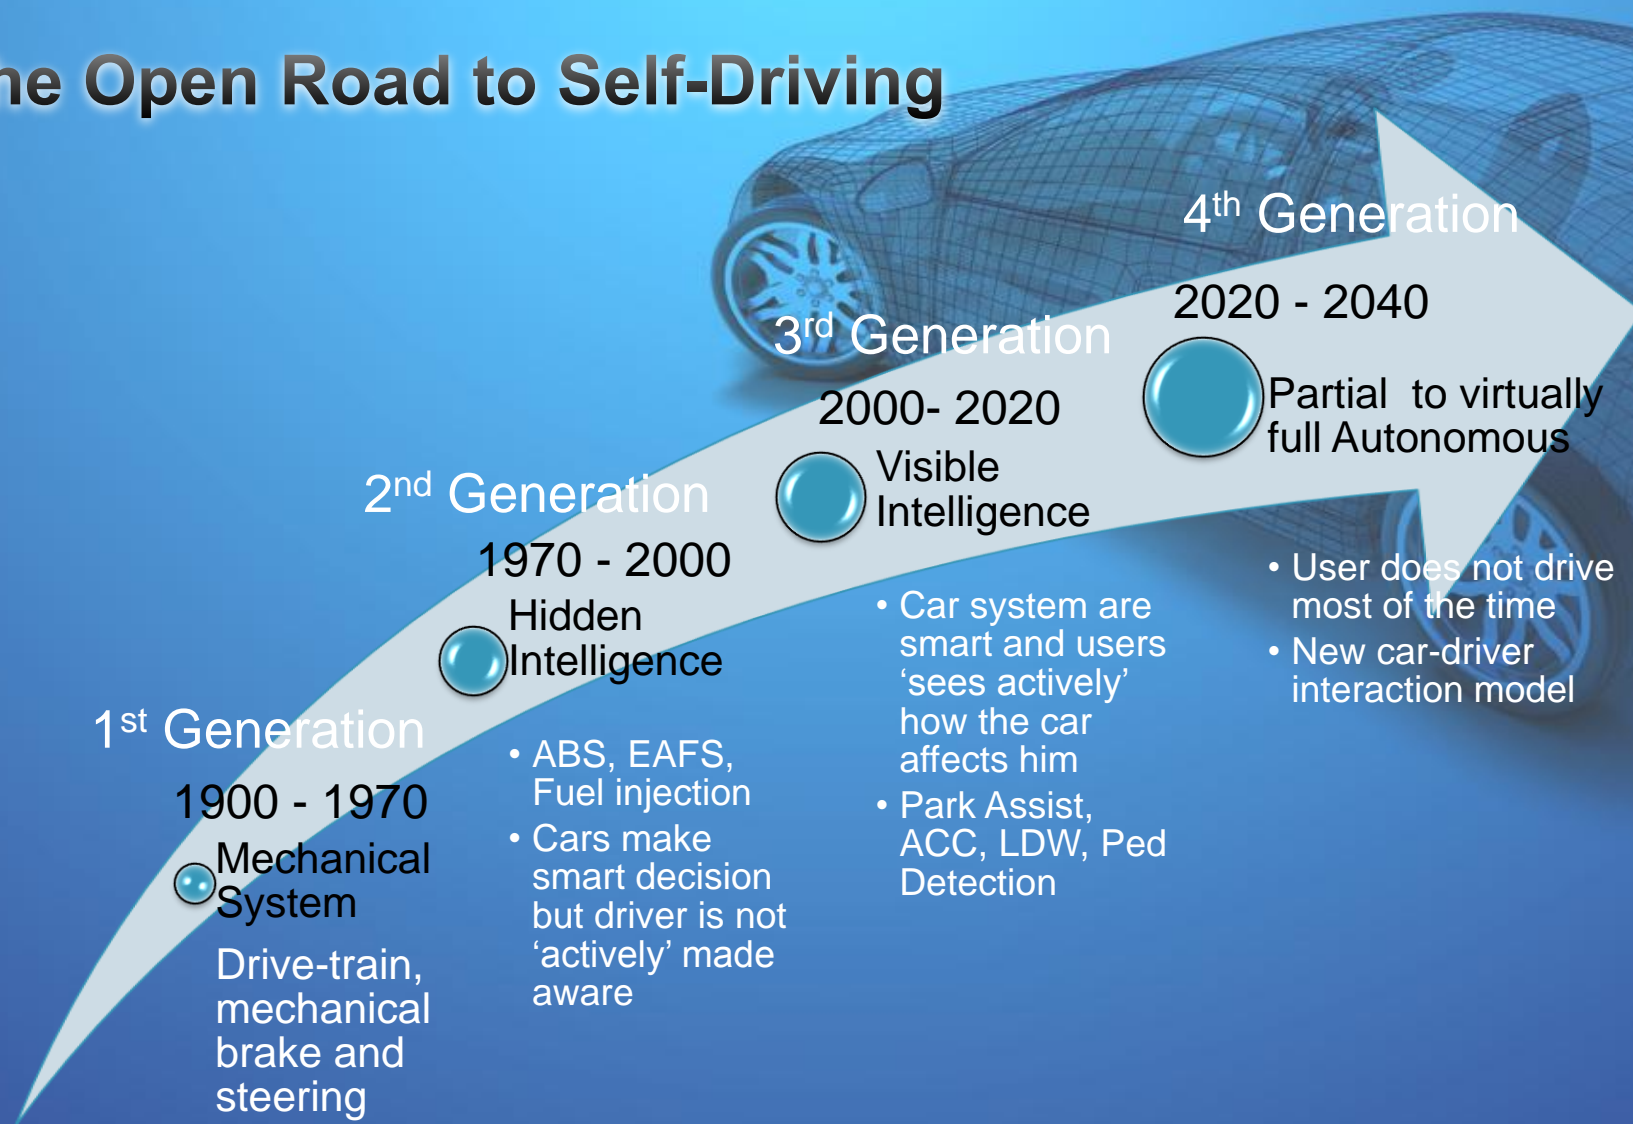 he Open Road to Self-Driving
1st Generation
1900 - 1970
Mechanical
System
Drive-train,
mechanical
brake and
steering
2nd Generation
1970 - 2000
Hidden
Intelligence
• ABS, EAFS,
Fuel injection
• Cars make
smart decision
but driver is not
‘actively’ made
aware
3rd Generation
2000- 2020
Visible
Intelligence
• Car system are
smart and users
‘sees actively’
how the car
affects him
• Park Assist,
ACC, LDW, Ped
Detection
4th Generation
2020 - 2040
Partial  to virtually
full Autonomous
• User does not drive
most of the time
• New car-driver
interaction model